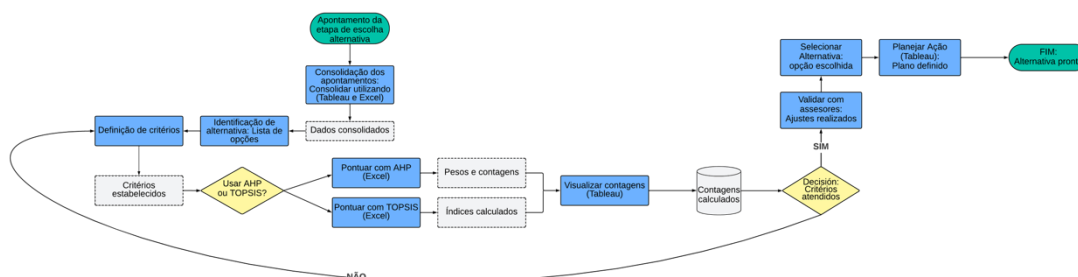 Apontamento da
etapa de escolha
alternativa
Consolidação dos
apontamentos:
Consolidar utilizando
(Tableau e Excel)
Dados consolidados
Identificação de
alternativa: Lista de
opções
Definição de critérios
Critérios
estabelecidos
Usar AHP
ou TOPSIS?
Pontuar com AHP
(Excel)
Pesos e contagens
Pontuar com TOPSIS
(Excel)
Índices calculados
Visualizar contagens
(Tableau)
Contagens
calculados
Decisión:
Critérios
atendidos
SIM
Validar com
assesores:
Ajustes realizados
Selecionar
Alternativa:
opção escolhida
Planejar Ação
(Tableau):
Plano definido
FIM:
Alternativa pront
NÃO